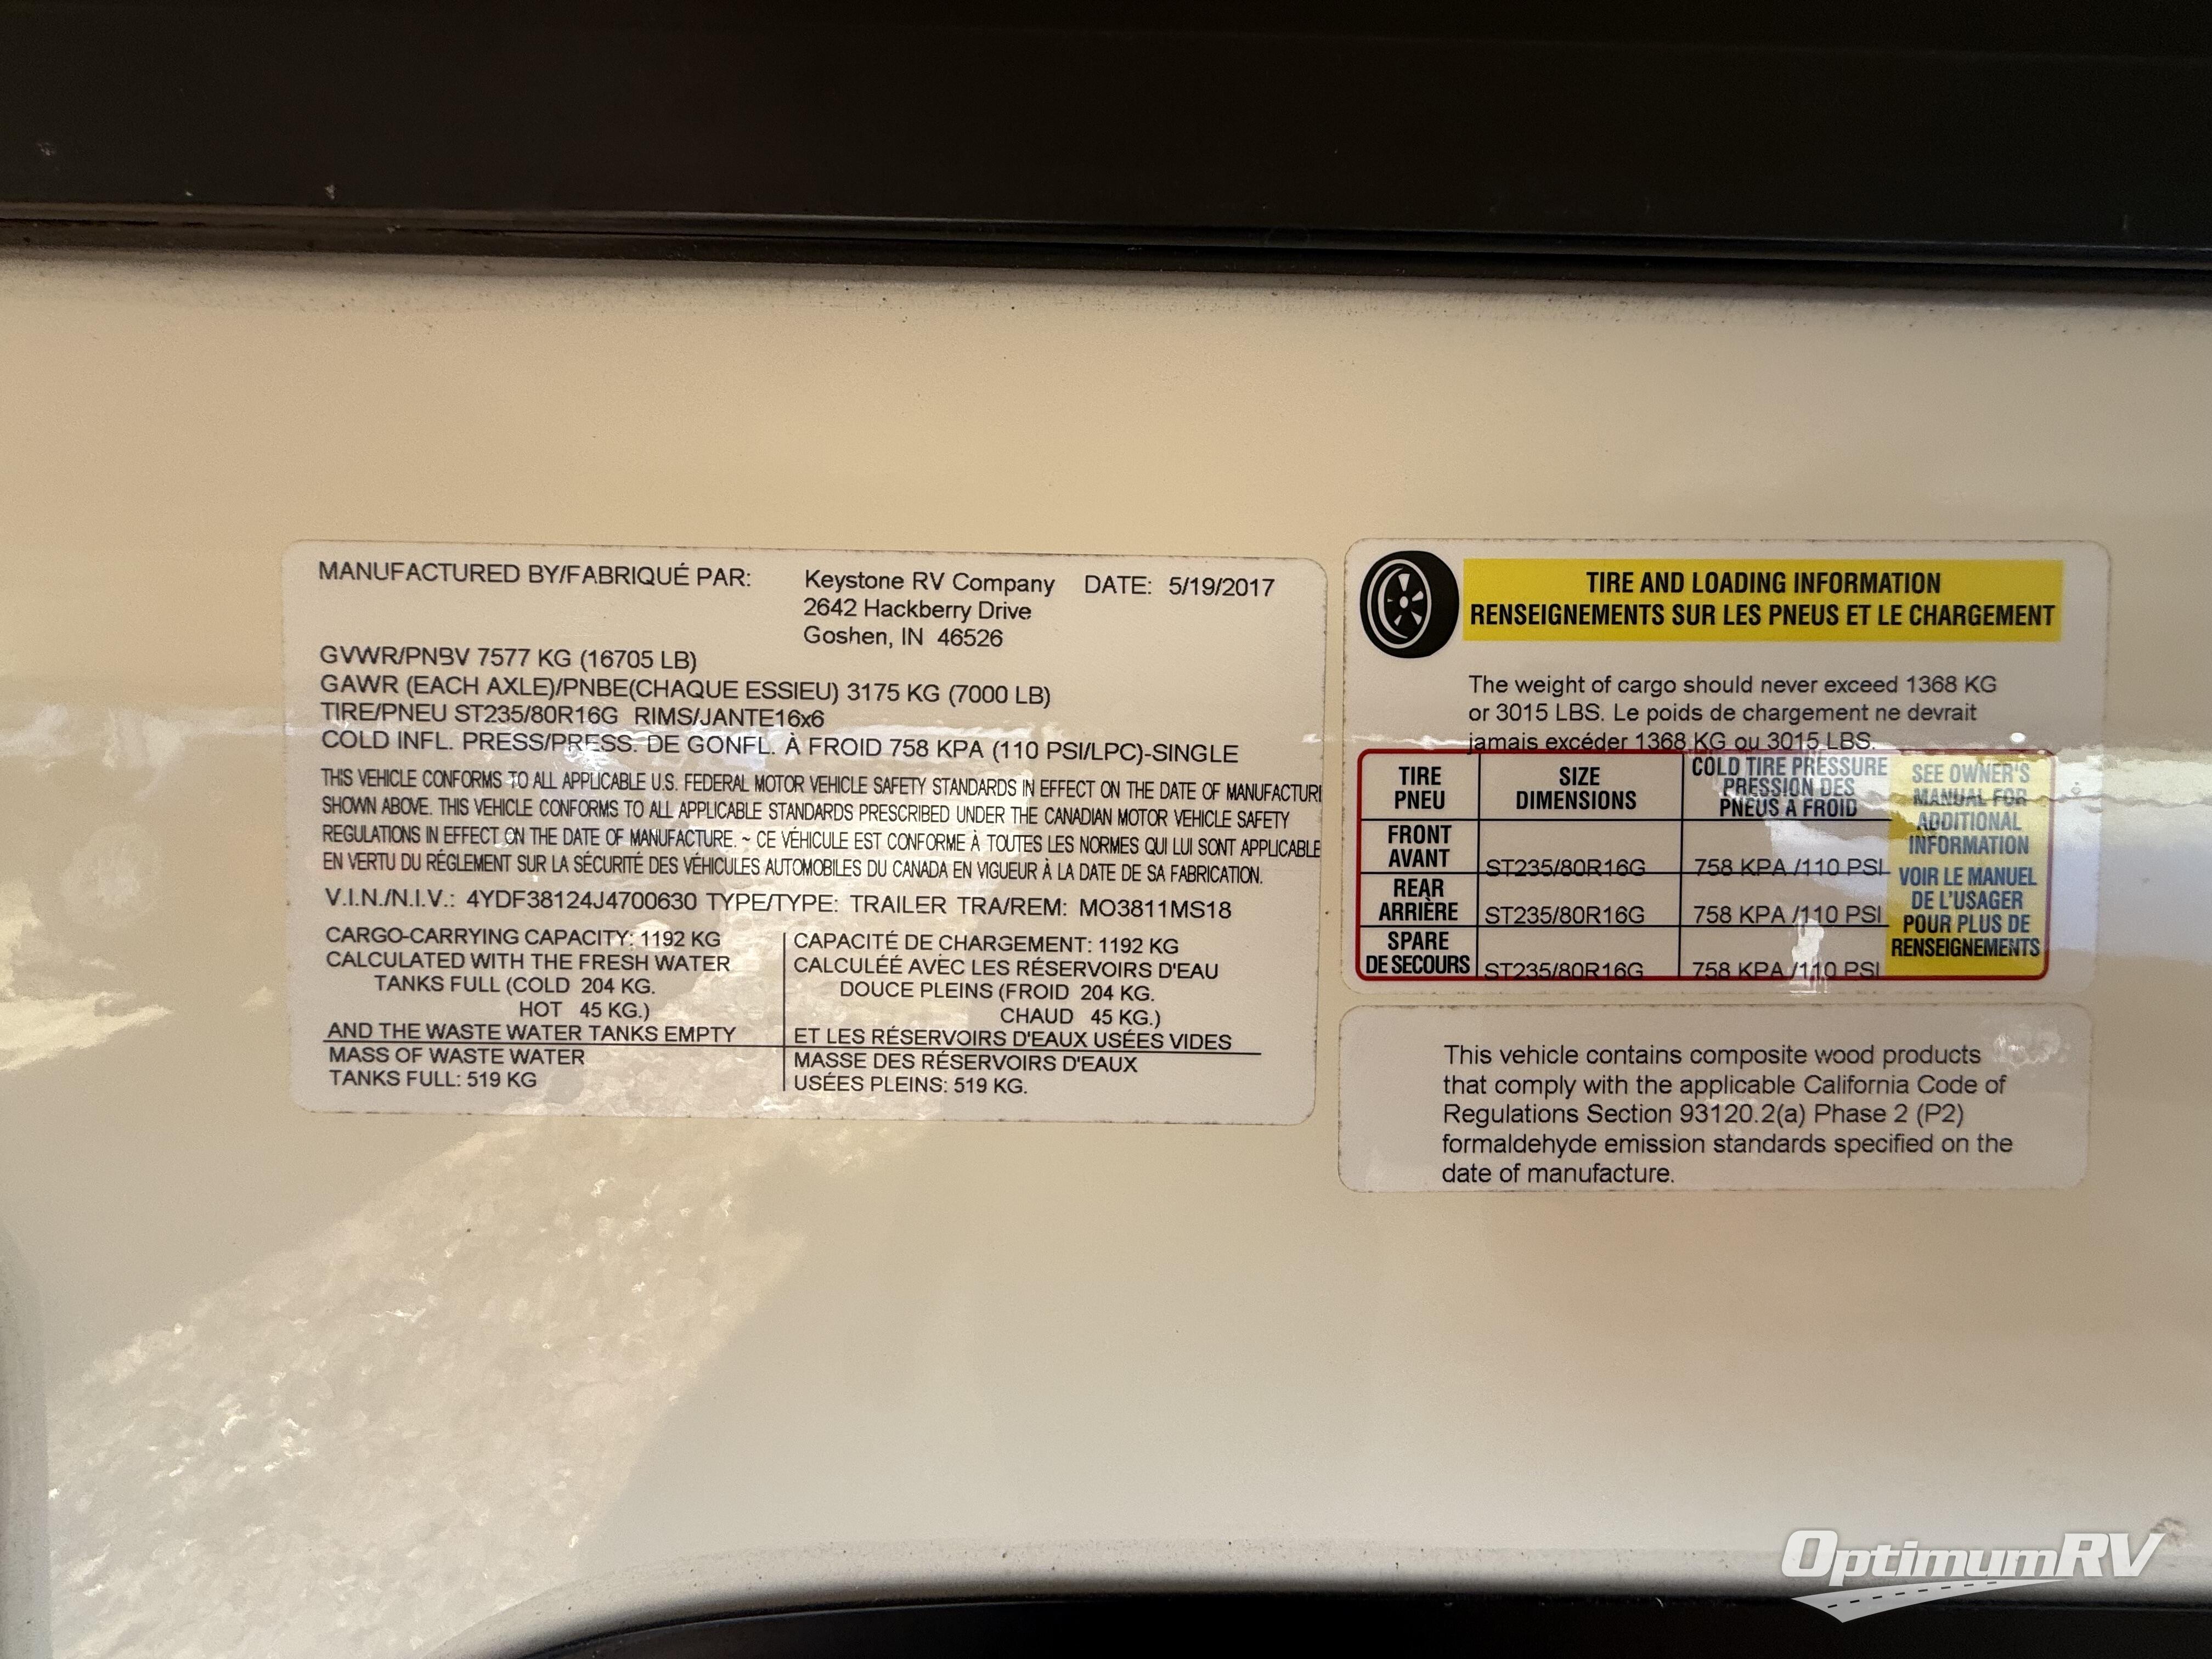 MANUFACTURED BY/FABRIQUÉ PAR: Keystone RV Company DATE: 5/19/2017
2642 Hackberry Drive
Goshen, IN 46526
GVWR/PNBV 7577 KG (16705 LB)
GAWR (EACH AXLE)/PNBE(CHAQUE ESSIEU) 3175 KG (7000 LB)
TIRE/PNEU ST235/80R16G RIMS/JANTE16x6
COLD INFL. PRESS/PRESS. DE GONFL. À FROID 758 KPA (110 PSI/LPC)-SINGLE
THIS VEHICLE CONFORMS TO ALL APPLICABLE U.S. FEDERAL MOTOR VEHICLE SAFETY STANDARDS IN EFFECT ON THE DATE OF MANUFACTURI
SHOWN ABOVE. THIS VEHICLE CONFORMS TO ALL APPLICABLE STANDARDS PRESCRIBED UNDER THE CANADIAN MOTOR VEHICLE SAFETY
REGULATIONS IN EFFECT ON THE DATE OF MANUFACTURE. ~ CE VÉHICULE EST CONFORME À TOUTES LES NORMES QUI LUI SONT APPLICABLE
EN VERTU DU RÉGLEMENT SUR LA SÉCURITÉ DES VÉHICULES AUTOMOBILES DU CANADA EN VIGUEUR À LA DATE DE SA FABRICATION.
V.I.N./N.I.V.: 4YDF38124J4700630 TYPE/TYPE: TRAILER TRA/REM: MO3811MS18
CARGO-CARRYING CAPACITY: 1192 KG
CALCULATED WITH THE FRESH WATER
TANKS FULL (COLD 204 KG.
HOT 45 KG.)
AND THE WASTE WATER TANKS EMPTY
MASS OF WASTE WATER
TANKS FULL: 519 KG
CAPACITÉ DE CHARGEMENT: 1192 KG
CALCULÉÉ AVEC LES RÉSERVOIRS D'EAU
DOUCE PLEINS (FROID 204 KG.
CHAUD 45 KG.)
ET LES RÉSERVOIRS D'EAUX USÉES VIDES
MASSE DES RÉSERVOIRS D'EAUX
USÉES PLEINS: 519 KG.
TIRE AND LOADING INFORMATION
RENSEIGNEMENTS SUR LES PNEUS ET LE CHARGEMENT
The weight of cargo should never exceed 1368 KG
or 3015 LBS. Le poids de chargement ne devrait
jamais excéder 1368 KG ou 3015 LBS.
TIRE
PNEU
SIZE
DIMENSIONS
COLD TIRE PRESSURE
PRESSION DES
PNEUS A FROID
FRONT
AVANT
ST235/80R16G 758 KPA /110 PSI
REAR
ARRIÈRE
ST235/80R16G 758 KPA /110 PSI
SPARE
DE SECOURS
ST235/80R16G 758 KPA /110 PSI
SEE OWNER'S
MANUAL FOR
ADDITIONAL
INFORMATION
VOIR LE MANUEL
DE L'USAGER
POUR PLUS DE
RENSEIGNEMENTS
This vehicle contains composite wood products
that comply with the applicable California Code of
Regulations Section 93120.2(a) Phase 2 (P2)
formaldehyde emission standards specified on the
date of manufacture.
OptimumRV